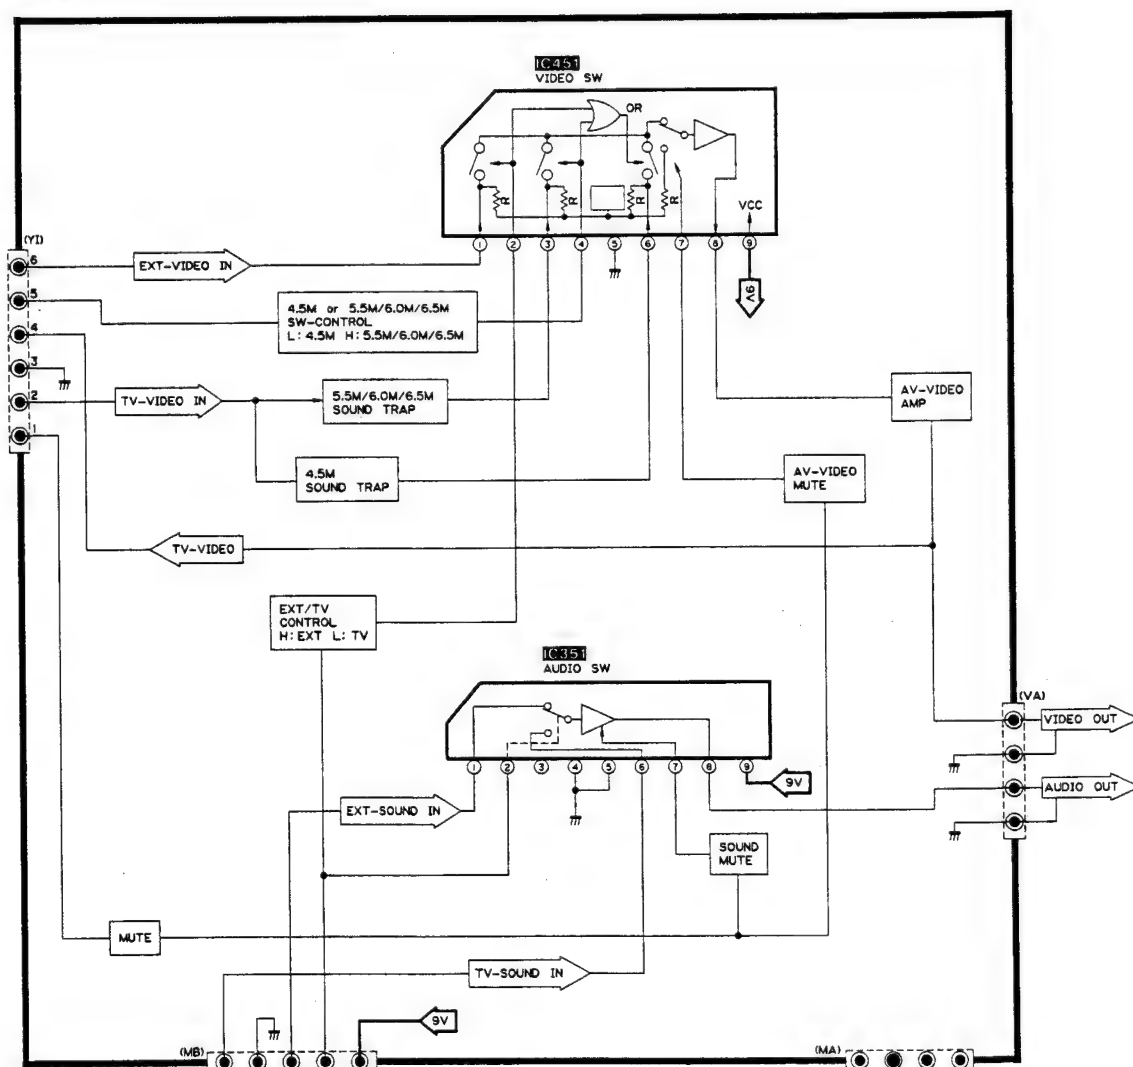 IC451
VIDEO SW
OR
R
R
R
R
VCC
1 2 3 4 5 6 7 8 9
9V
(YI)
6
5
4
3
2
1
EXT-VIDEO IN
4.5M or 5.5M/6.0M/6.5M
SW-CONTROL
L:4.5M H:5.5M/6.0M/6.5M
TV-VIDEO IN
5.5M/6.0M/6.5M
SOUND TRAP
4.5M
SOUND TRAP
AV-VIDEO
AMP
AV-VIDEO
MUTE
TV-VIDEO
EXT/TV
CONTROL
H:EXT L:TV
IC351
AUDIO SW
1 2 3 4 5 6 7 8 9
9V
(VA)
VIDEO OUT
AUDIO OUT
EXT-SOUND IN
SOUND
MUTE
MUTE
TV-SOUND IN
9V
(MB)
(MA)